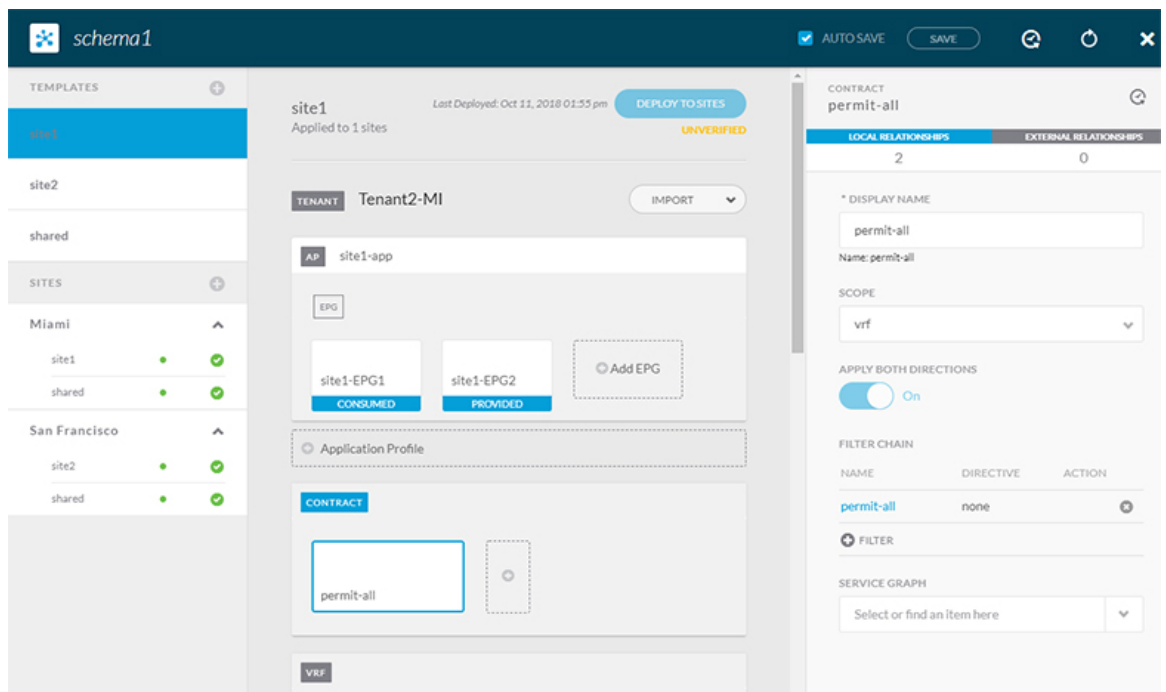 schema1
AUTO SAVE
SAVE
TEMPLATES
site1
site2
shared
SITES
Miami
site1
shared
San Francisco
site2
shared
site1
Last Deployed: Oct 11, 2018 01:55 pm
DEPLOY TO SITES
Applied to 1 sites
UNVERIFIED
TENANT Tenant2-MI
IMPORT
AP site1-app
EPG
site1-EPG1
CONSUMED
site1-EPG2
PROVIDED
Add EPG
Application Profile
CONTRACT
permit-all
VRF
CONTRACT
permit-all
LOCAL RELATIONSHIPS EXTERNAL RELATIONSHIPS
2 0
* DISPLAY NAME
permit-all
Name: permit-all
SCOPE
vrf
APPLY BOTH DIRECTIONS
On
FILTER CHAIN
NAME DIRECTIVE ACTION
permit-all none
FILTER
SERVICE GRAPH
Select or find an item here